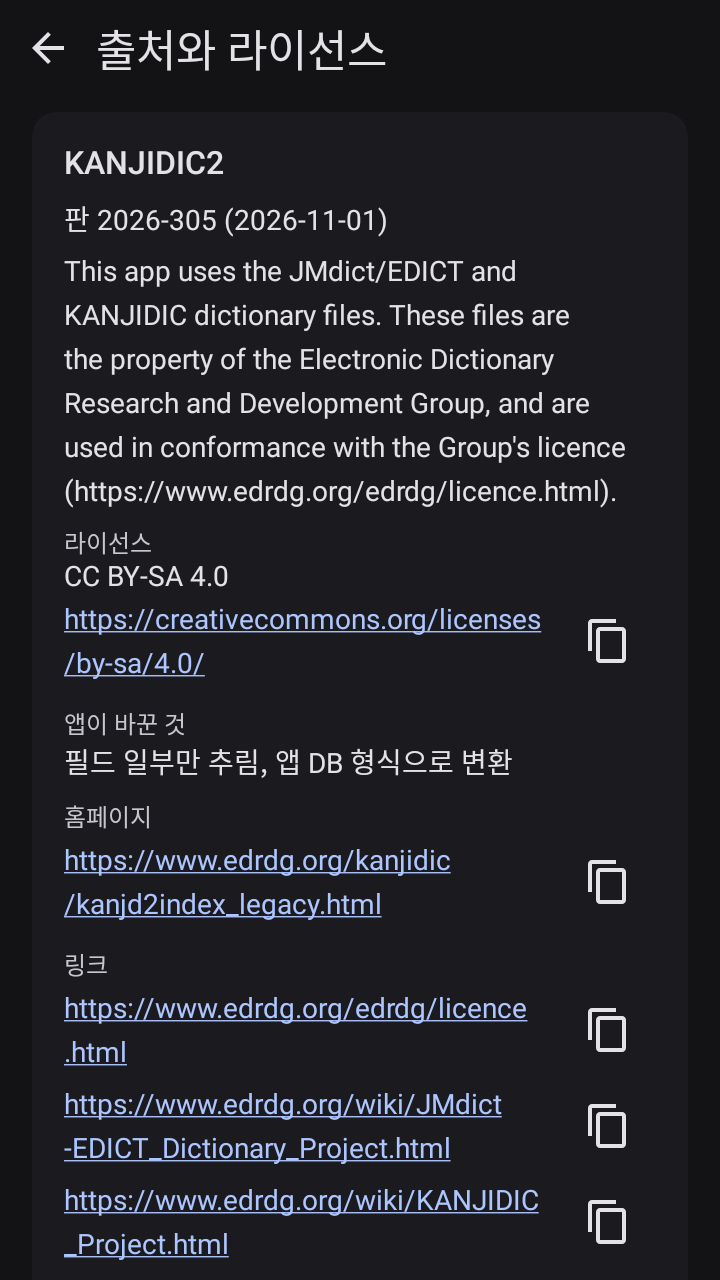 출처와 라이선스
KANJIDIC2
판 2026-305 (2026-11-01)
This app uses the JMdict/EDICT and
KANJIDIC dictionary files. These files are
the property of the Electronic Dictionary
Research and Development Group, and are
used in conformance with the Group's licence
(https://www.edrdg.org/edrdg/licence.html).
라이선스
CC BY-SA 4.0
https://creativecommons.org/licenses
/by-sa/4.0/
앱이 바꾼 것
필드 일부만 추림, 앱 DB 형식으로 변환
홈페이지
https://www.edrdg.org/kanjidic
/kanjd2index_legacy.html
링크
https://www.edrdg.org/edrdg/licence
.html
https://www.edrdg.org/wiki/JMdict
-EDICT_Dictionary_Project.html
https://www.edrdg.org/wiki/KANJIDIC
_Project.html